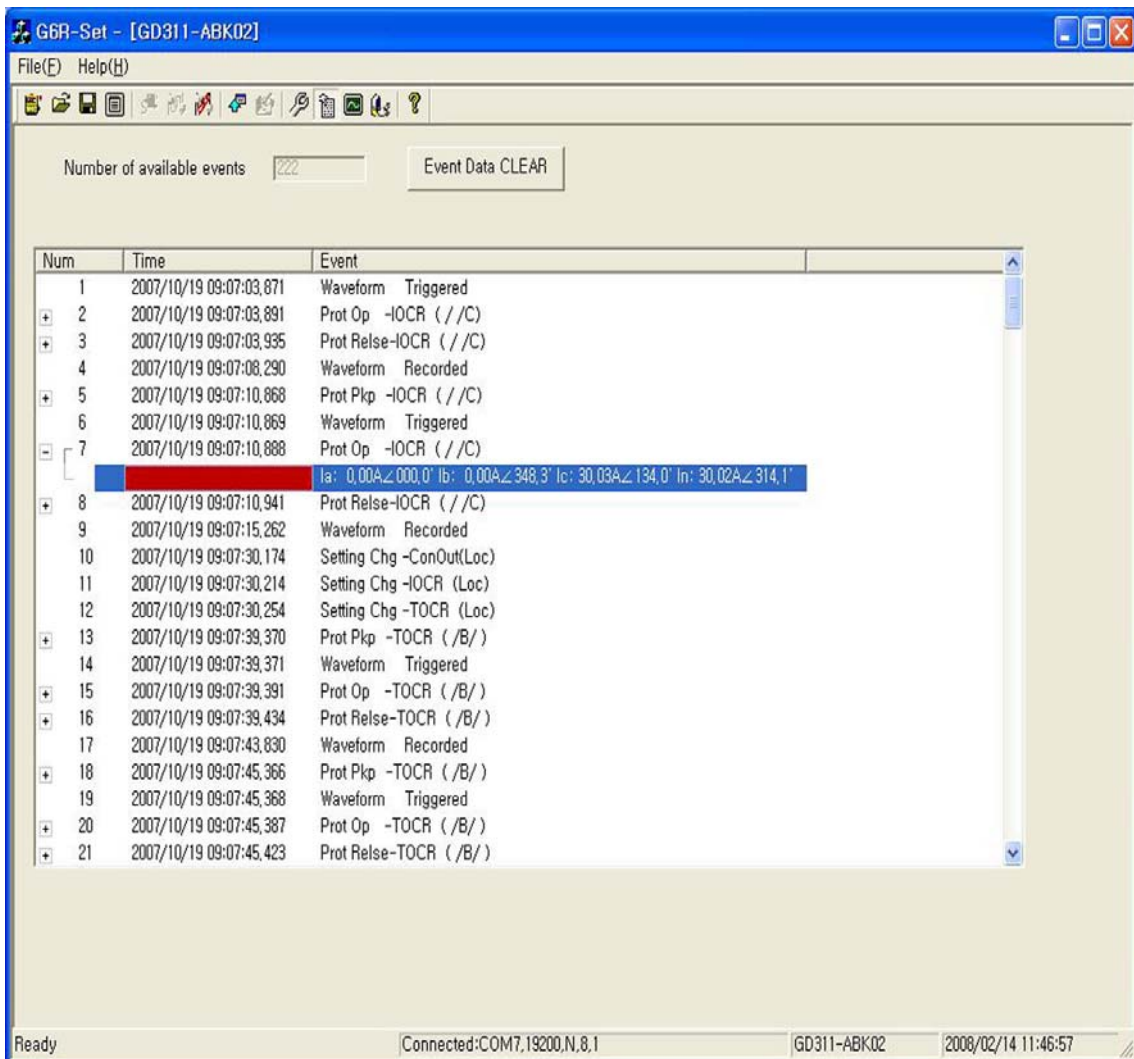 G6R-Set - [GD311-ABK02]
File(F) Help(H)
Number of available events 222 Event Data CLEAR
Num Time Event
1 2007/10/19 09:07:03,871 Waveform Triggered
2 2007/10/19 09:07:03,891 Prot Op -IOCR ( / /C)
3 2007/10/19 09:07:03,935 Prot Relse-IOCR ( / /C)
4 2007/10/19 09:07:08,290 Waveform Recorded
5 2007/10/19 09:07:10,868 Prot Pkp -IOCR ( / /C)
6 2007/10/19 09:07:10,869 Waveform Triggered
7 2007/10/19 09:07:10,888 Prot Op -IOCR ( / /C)
Ia: 0,00A∠000,0' Ib: 0,00A∠348,3' Ic: 30,03A∠134,0' In: 30,02A∠314,1'
8 2007/10/19 09:07:10,941 Prot Relse-IOCR ( / /C)
9 2007/10/19 09:07:15,262 Waveform Recorded
10 2007/10/19 09:07:30,174 Setting Chg -ConOut(Loc)
11 2007/10/19 09:07:30,214 Setting Chg -IOCR (Loc)
12 2007/10/19 09:07:30,254 Setting Chg -TOCR (Loc)
13 2007/10/19 09:07:39,370 Prot Pkp -TOCR ( /B/ )
14 2007/10/19 09:07:39,371 Waveform Triggered
15 2007/10/19 09:07:39,391 Prot Op -TOCR ( /B/ )
16 2007/10/19 09:07:39,434 Prot Relse-TOCR ( /B/ )
17 2007/10/19 09:07:43,830 Waveform Recorded
18 2007/10/19 09:07:45,366 Prot Pkp -TOCR ( /B/ )
19 2007/10/19 09:07:45,368 Waveform Triggered
20 2007/10/19 09:07:45,387 Prot Op -TOCR ( /B/ )
21 2007/10/19 09:07:45,423 Prot Relse-TOCR ( /B/ )
Ready Connected:COM7,19200,N,8,1 GD311-ABK02 2008/02/14 11:46:57